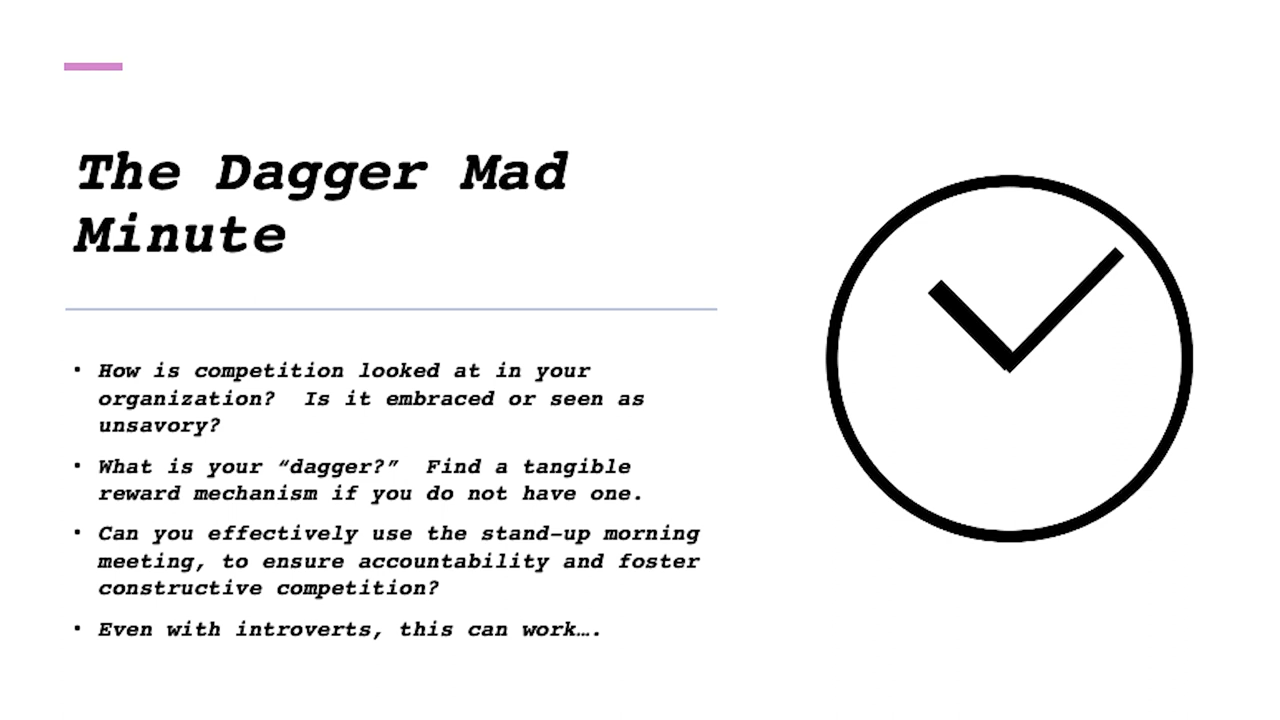 The Dagger Mad
Minute
• How is competition looked at in your
organization?  Is it embraced or seen as
unsavory?
• What is your “dagger?”  Find a tangible
reward mechanism if you do not have one.
• Can you effectively use the stand-up morning
meeting, to ensure accountability and foster
constructive competition?
• Even with introverts, this can work….